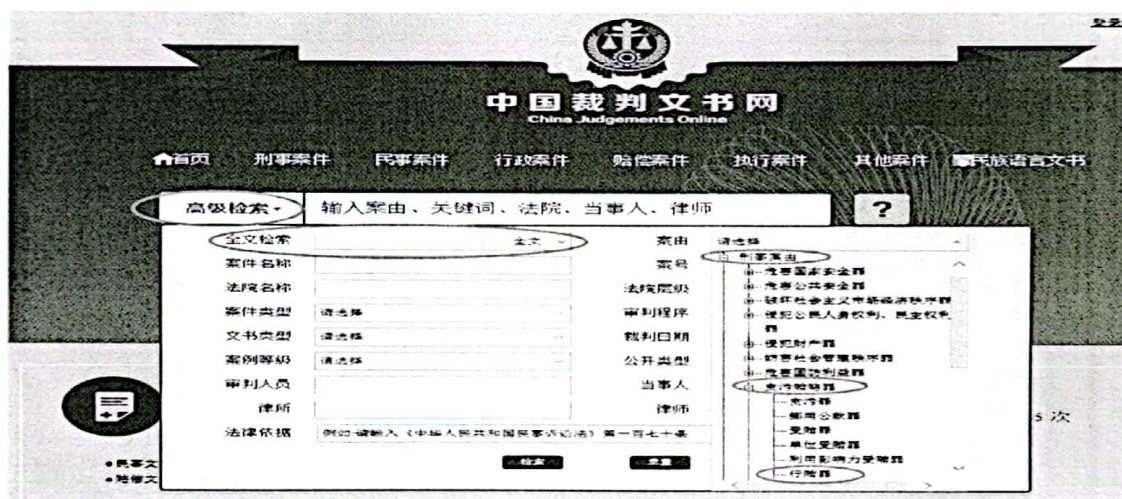 登录
中国裁判文书网
China Judgements Online
首页 刑事案件 民事案件 行政案件 赔偿案件 执行案件 其他案件 民族语言文书
高级检索 输入案由、关键词、法院、当事人、律师 ?
全文检索 全文 案由 请选择
刑事案由
案件名称 危害国家安全罪
案号 危害公共安全罪
法院名称 法院层级 破坏社会主义市场经济秩序罪
案件类型 请选择 审判程序 侵犯公民人身权利、民主权利
罪
文书类型 请选择 裁判日期 侵犯财产罪
妨害社会管理秩序罪
案例等级 请选择 公开类型 危害国防利益罪
审判人员 当事人 贪污贿赂罪
贪污罪
律所 律师 挪用公款罪
受贿罪 5 次
法律依据 例如:请输入《中华人民共和国民事诉讼法》第一百七十条
单位受贿罪
检索 重置 利用影响力受贿罪
民事文
行贿罪
赔偿文